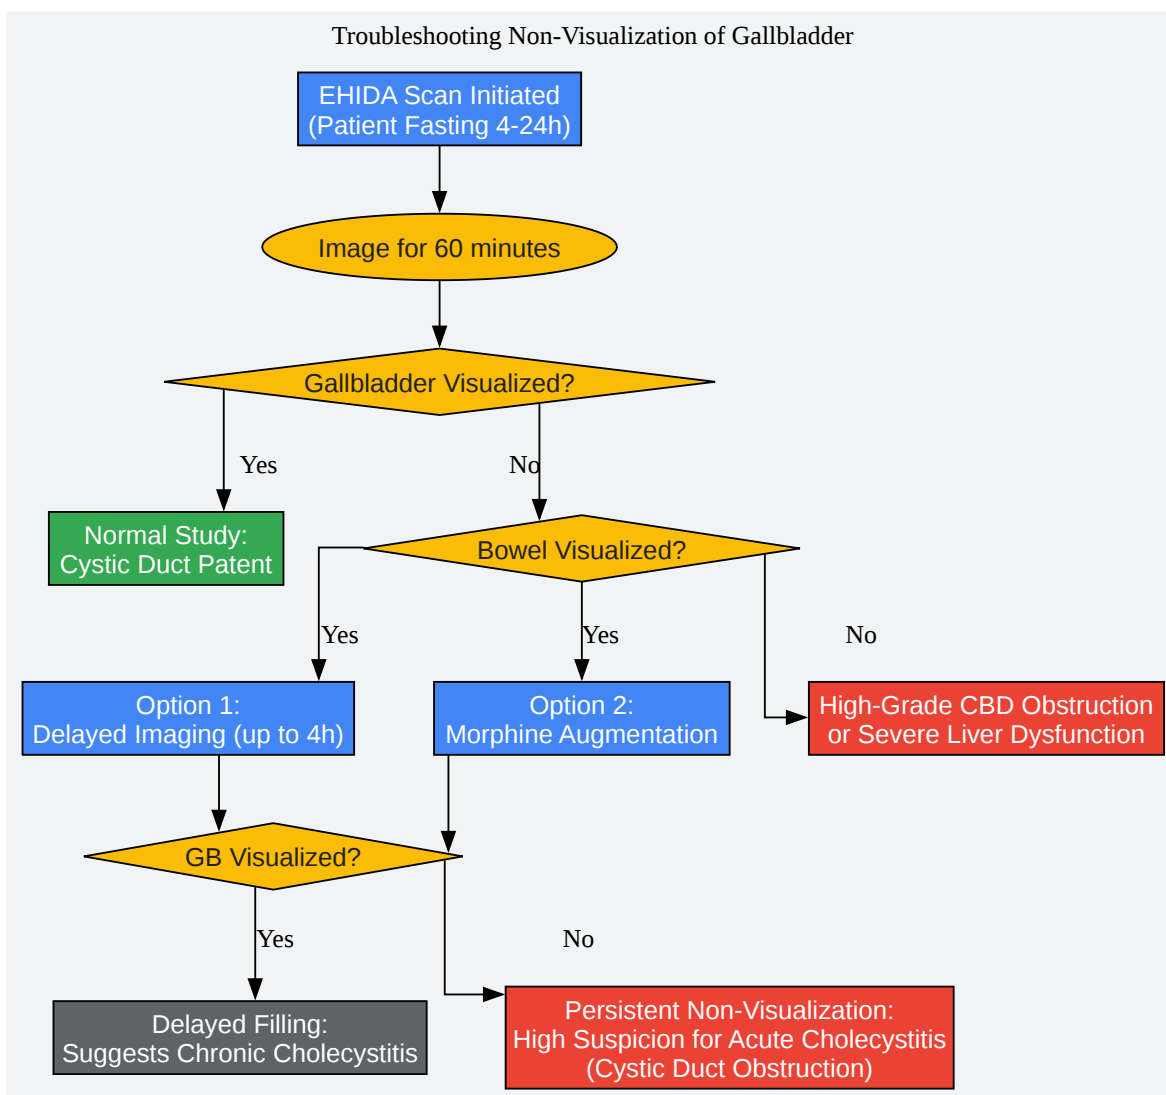 Troubleshooting Non-Visualization of Gallbladder
EHIDA Scan Initiated
(Patient Fasting 4-24h)
Image for 60 minutes
Gallbladder Visualized?
Yes
No
Normal Study:
Cystic Duct Patent
Bowel Visualized?
Yes
Yes
No
Option 1:
Delayed Imaging (up to 4h)
Option 2:
Morphine Augmentation
High-Grade CBD Obstruction
or Severe Liver Dysfunction
GB Visualized?
Yes
No
Delayed Filling:
Suggests Chronic Cholecystitis
Persistent Non-Visualization:
High Suspicion for Acute Cholecystitis
(Cystic Duct Obstruction)